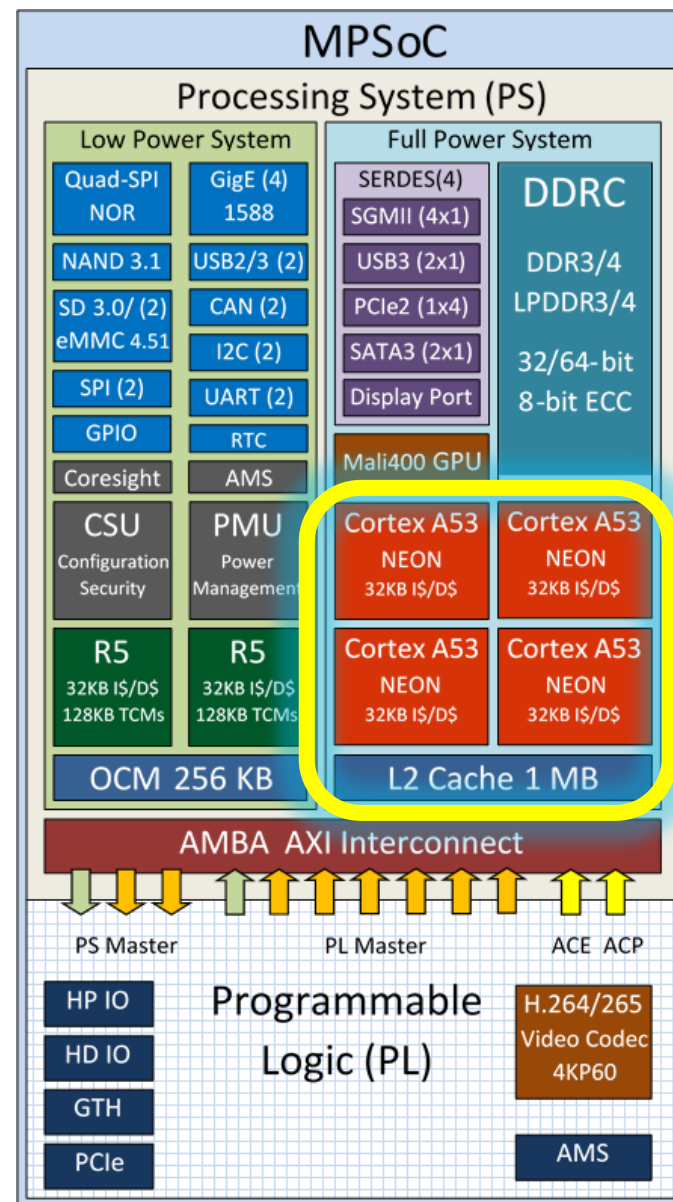 MPSoC
Processing System (PS)
Low Power System
Quad-SPI
NOR
NAND 3.1
SD 3.0/ (2)
eMMC 4.51
SPI (2)
GPIO
Coresight
CSU
Configuration
Security
R5
32KB I$/D$
128KB TCMs
GigE (4)
1588
USB2/3 (2)
CAN (2)
I2C (2)
UART (2)
RTC
AMS
PMU
Power
Management
R5
32KB I$/D$
128KB TCMs
OCM 256 KB
Full Power System
SERDES(4)
SGMII (4x1)
USB3 (2x1)
PCIe2 (1x4)
SATA3 (2x1)
Display Port
Mali400 GPU
DDRC
DDR3/4
LPDDR3/4
32/64-bit
8-bit ECC
Cortex A53
NEON
32KB I$/D$
Cortex A53
NEON
32KB I$/D$
Cortex A53
NEON
32KB I$/D$
Cortex A53
NEON
32KB I$/D$
L2 Cache 1 MB
AMBA AXI Interconnect
PS Master
PL Master
ACE ACP
HP IO
HD IO
GTH
PCIe
Programmable
Logic (PL)
H.264/265
Video Codec
4KP60
AMS